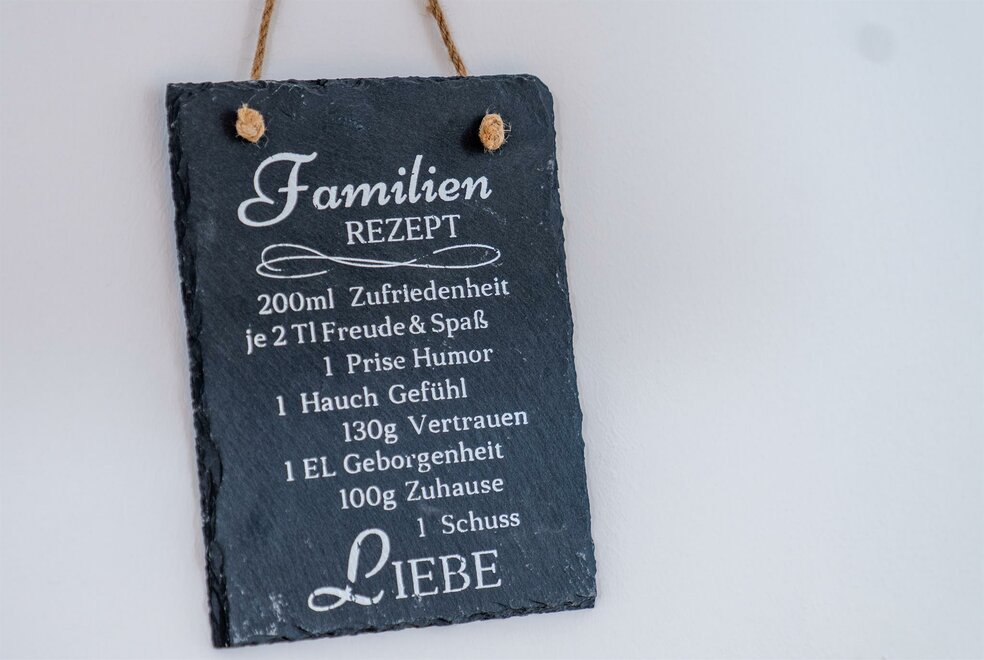 Familien
REZEPT
200ml Zufriedenheit
je 2 Tl Freude & Spaß
1 Prise Humor
1 Hauch Gefühl
130g Vertrauen
1 EL Geborgenheit
100g Zuhause
1 Schuss
LIEBE